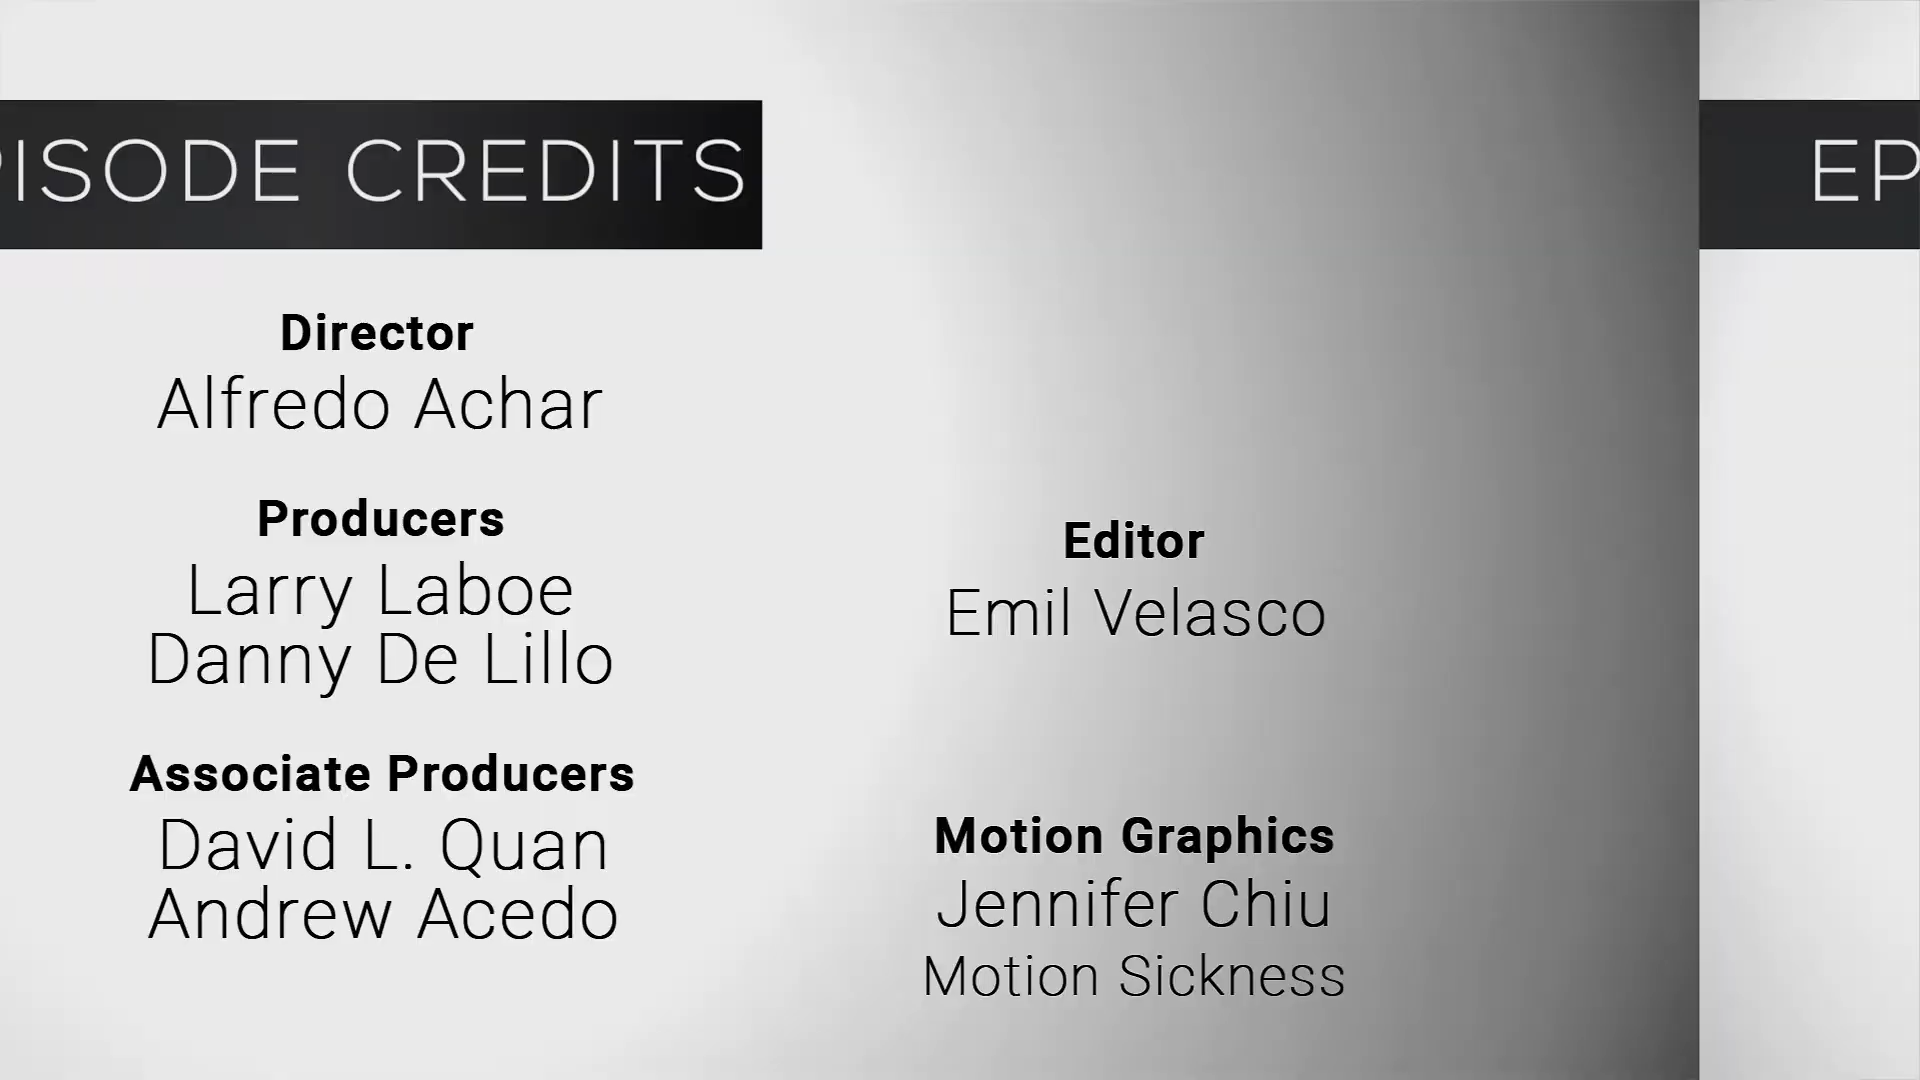 PISODE CREDITS
EP
Director
Alfredo Achar
Producers
Larry Laboe
Danny De Lillo
Associate Producers
David L. Quan
Andrew Acedo
Editor
Emil Velasco
Motion Graphics
Jennifer Chiu
Motion Sickness